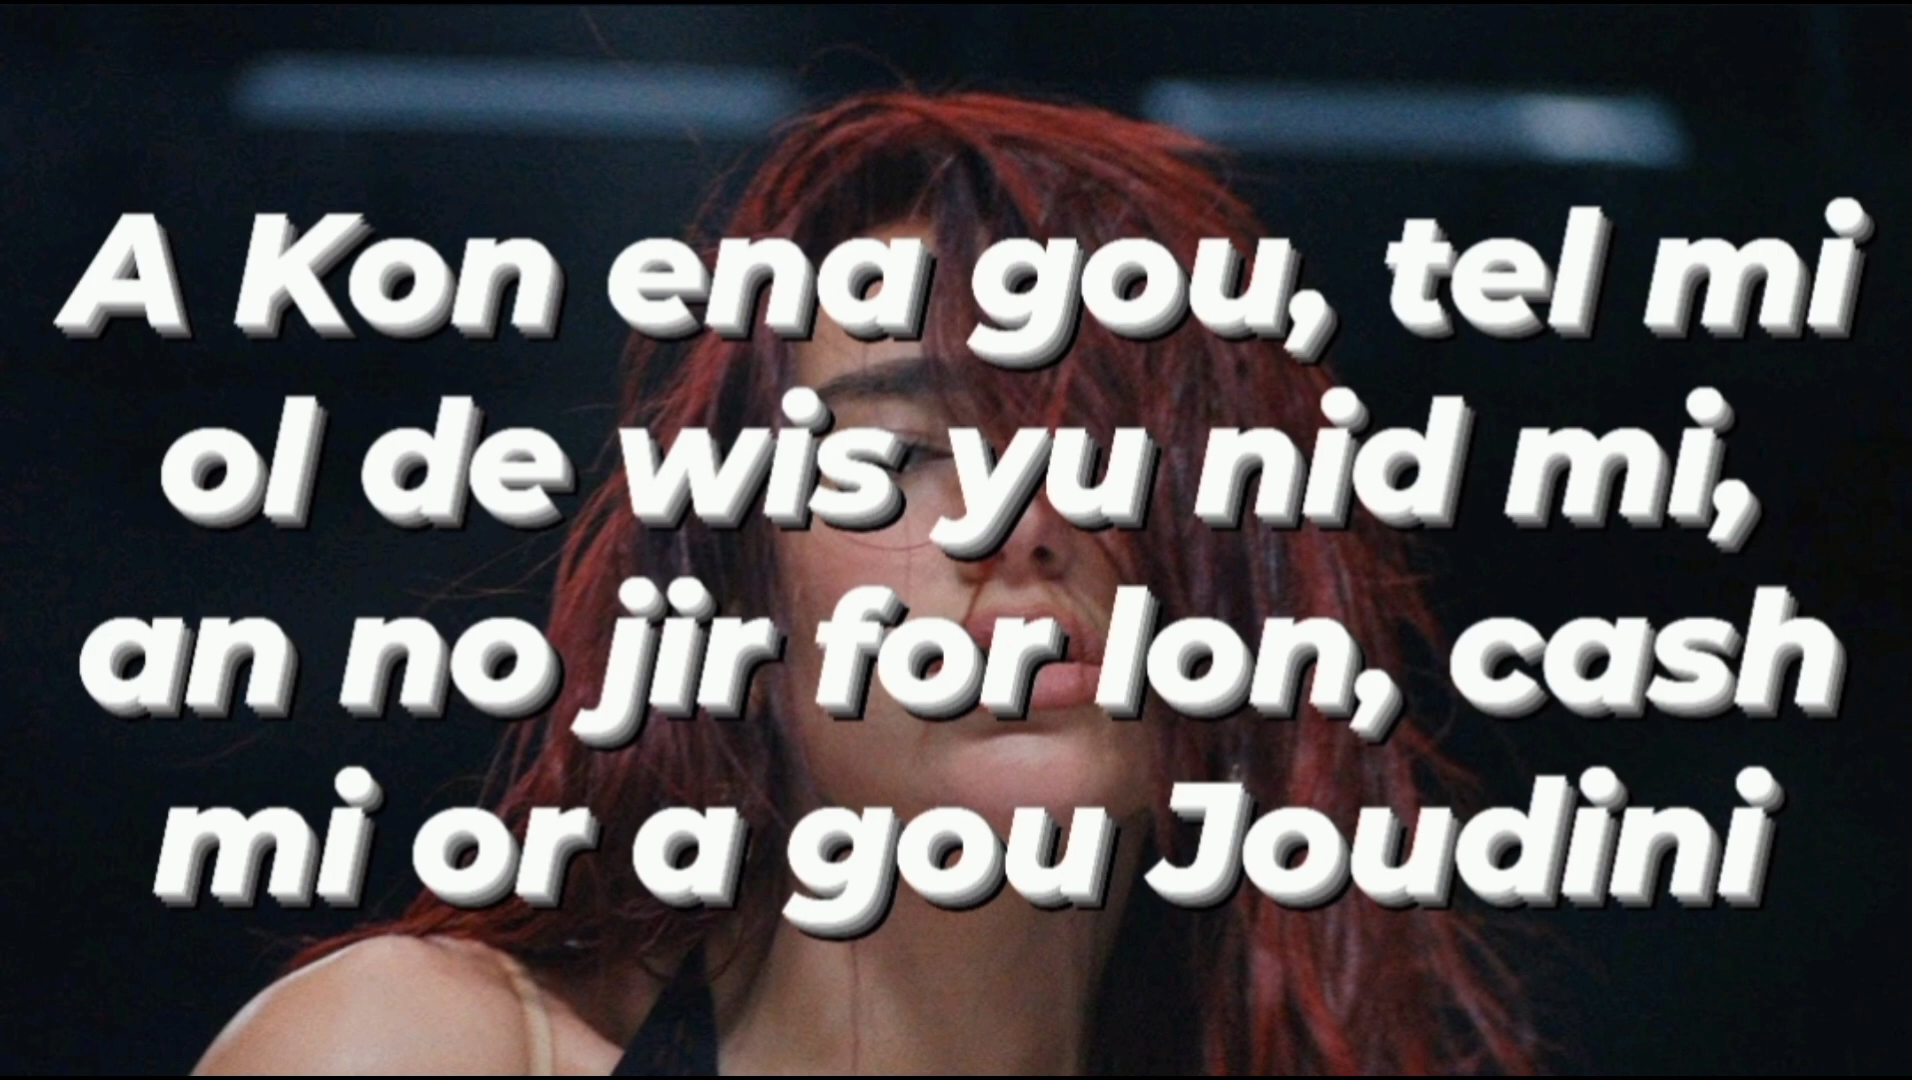 A Kon ena gou, tel mi
ol de wis yu nid mi,
an no jir for lon, cash
mi or a gou Joudini